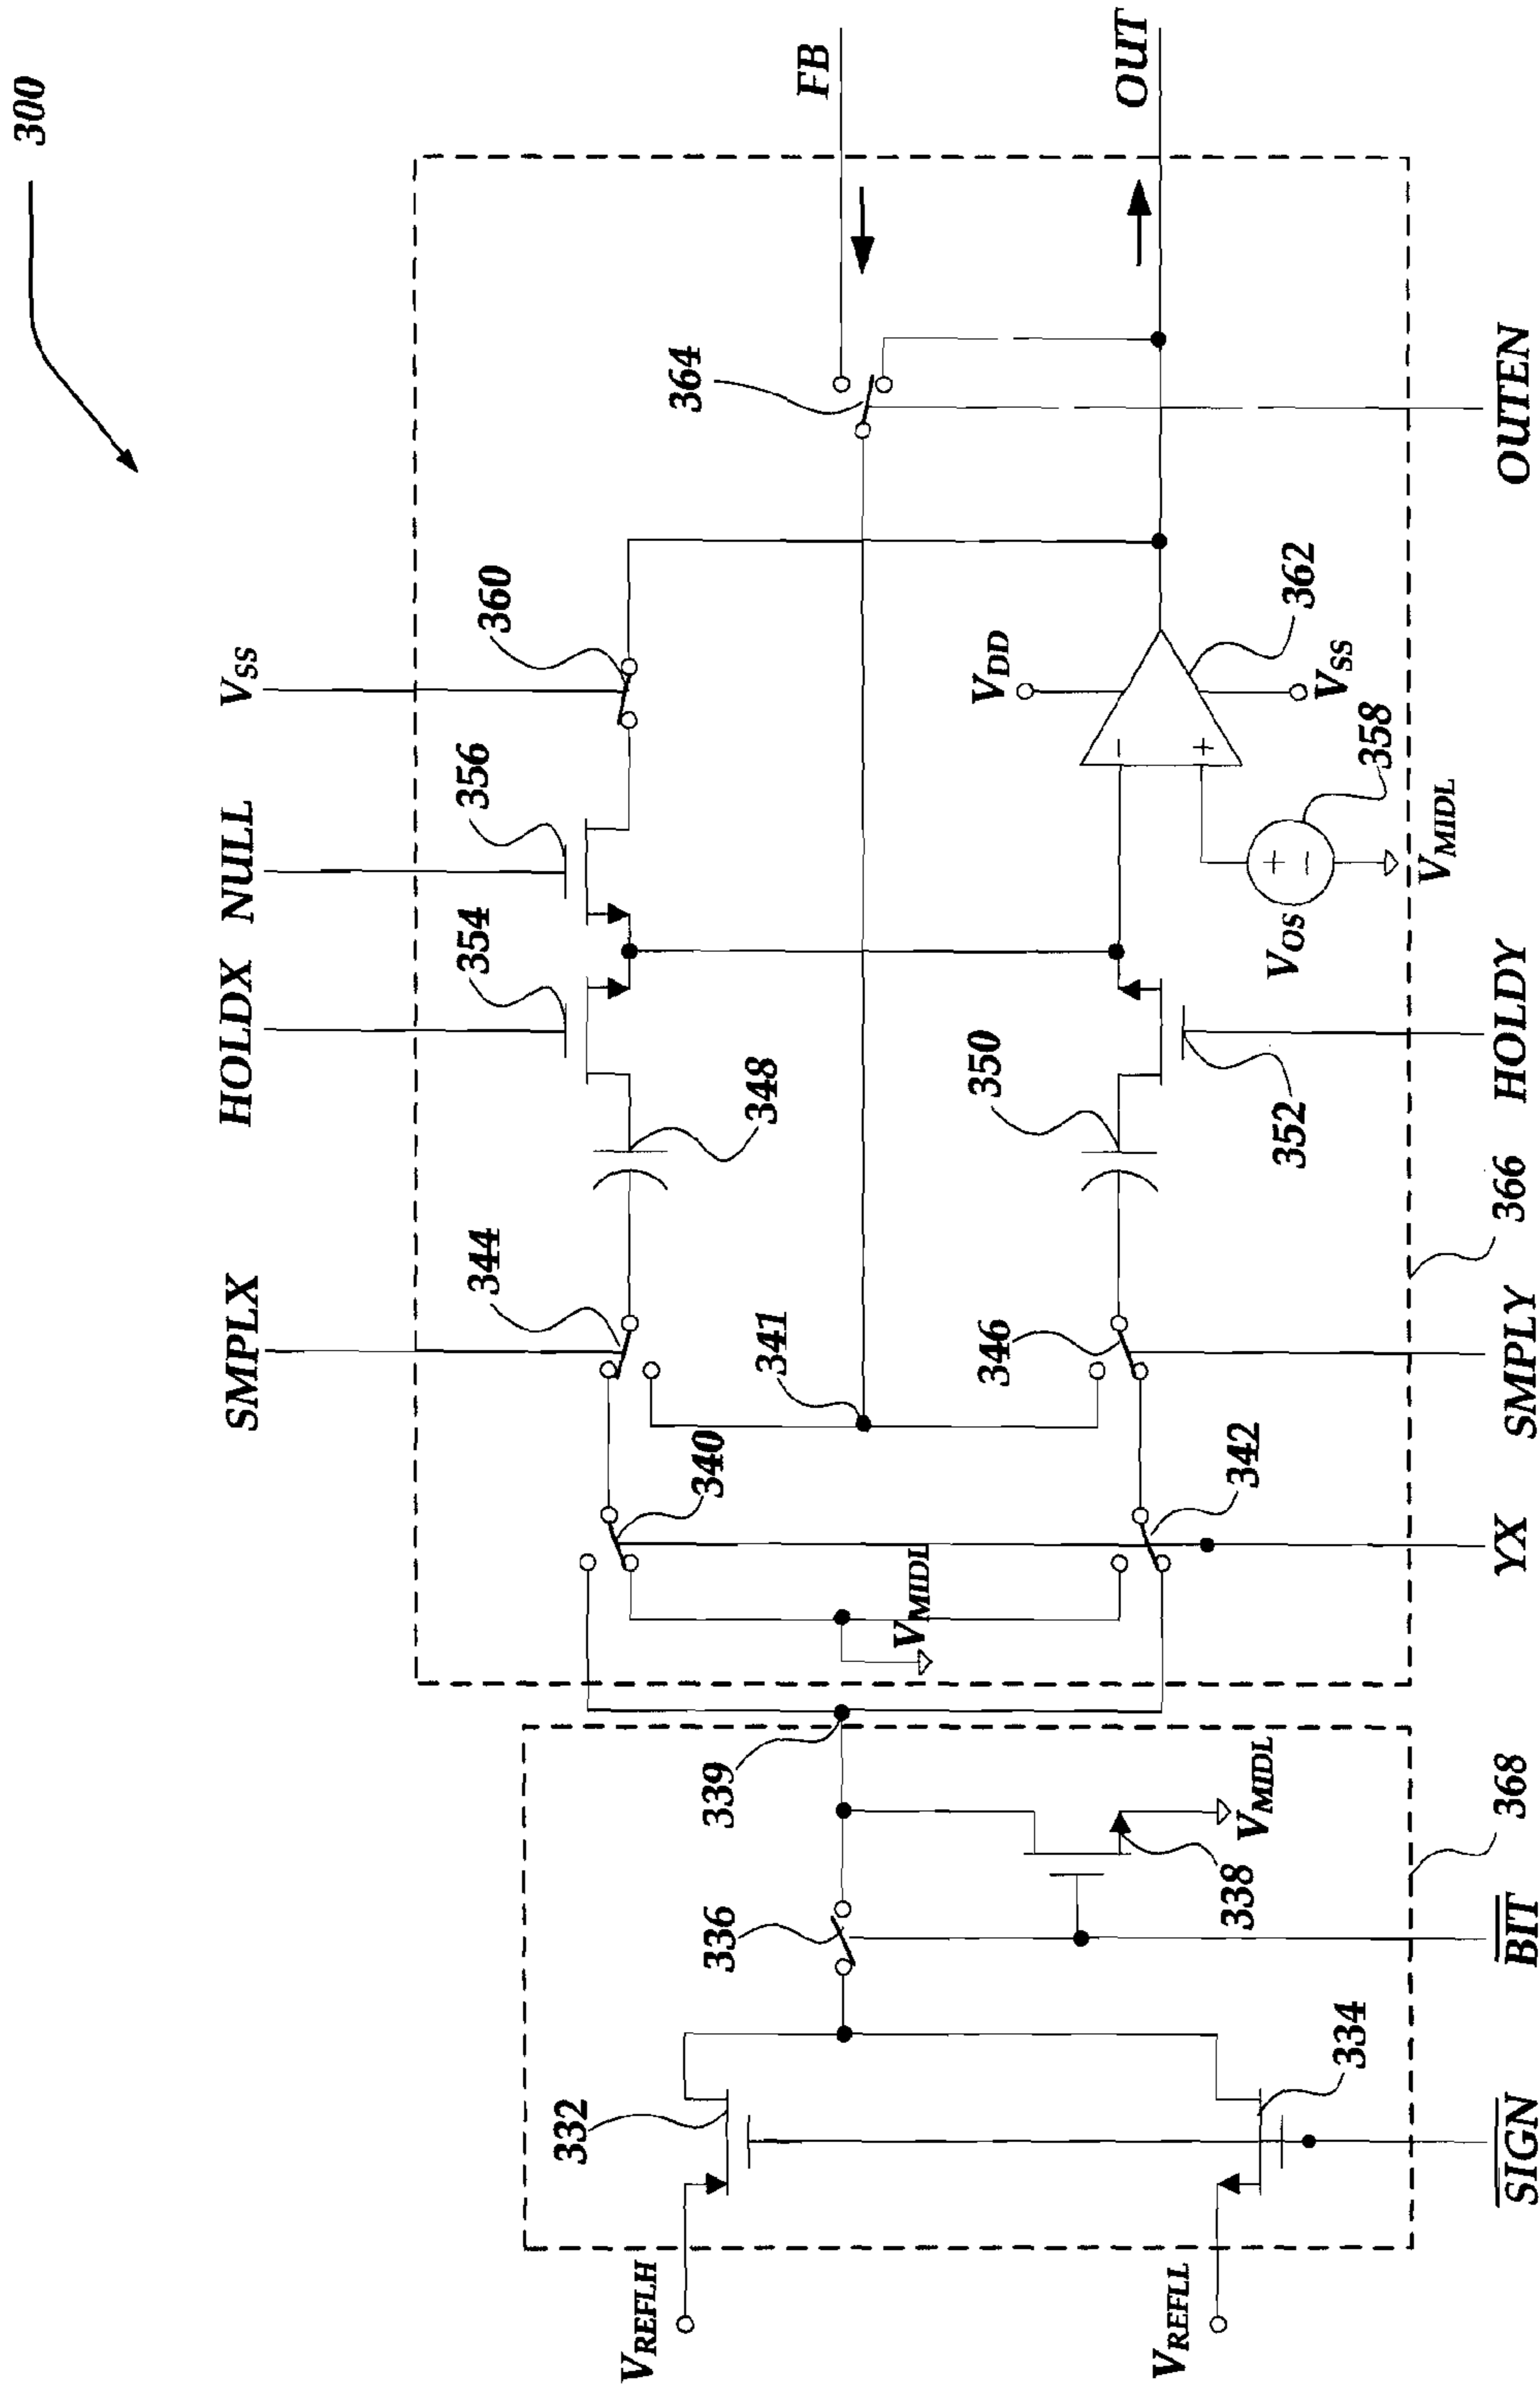 300
FB
OUT
364
OUTEN
VSS
360
VDD
362
VSS
NULL
356
-
+
358
+
-
VOS
VMIDL
HOLDX
354
348
350
352
HOLDY
366
SMPLX
344
341
346
SMPLY
340
342
VMIDL
YX
339
VMIDL
368
336
338
BIT
332
334
SIGN
VREFLH
VREFLL